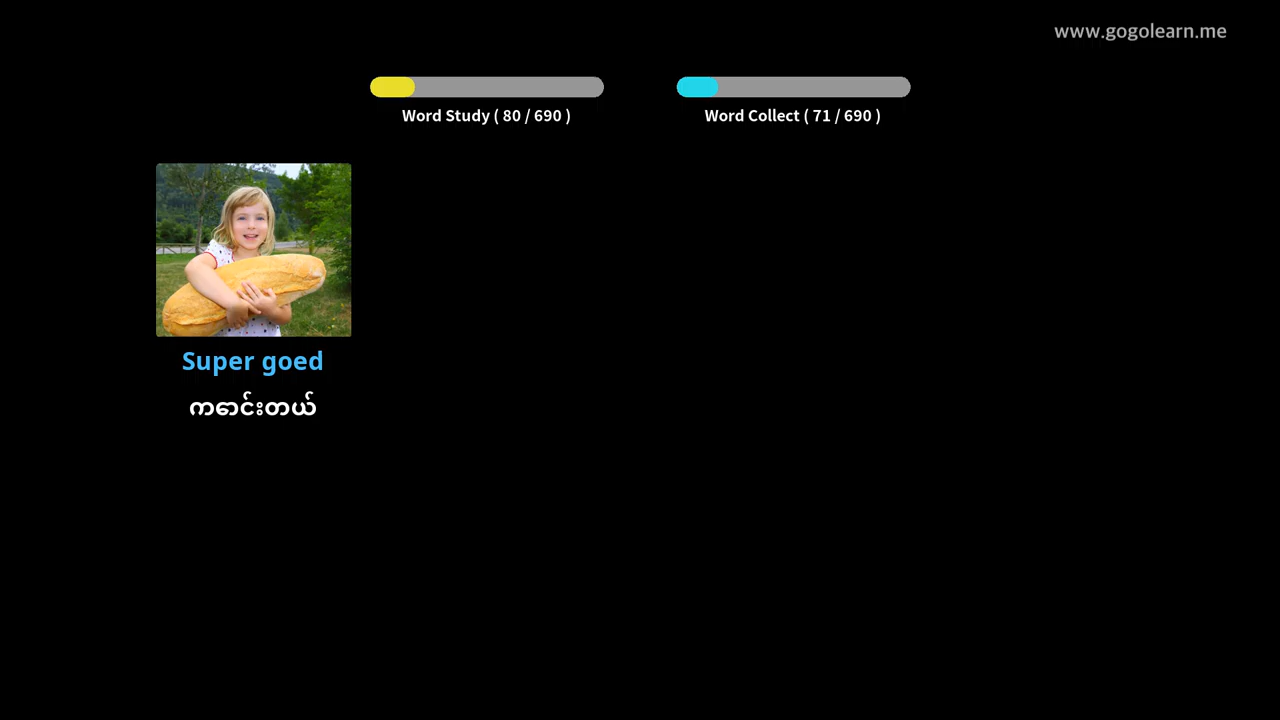 www.gogolearn.me
Word Study ( 80 / 690 )
Word Collect ( 71 / 690 )
Super goed
ကောင်းတယ်